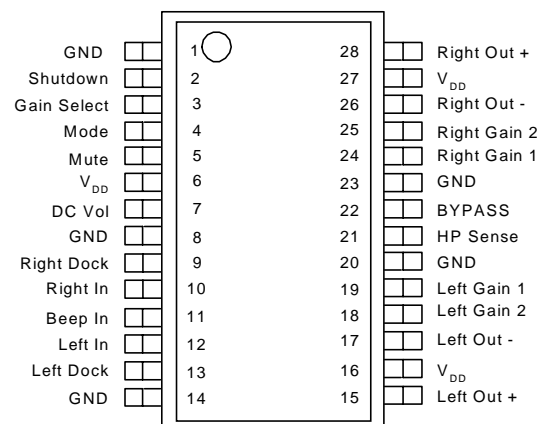 GND 1 28 Right Out +
Shutdown 2 27 VDD
Gain Select 3 26 Right Out -
Mode 4 25 Right Gain 2
Mute 5 24 Right Gain 1
VDD 6 23 GND
DC Vol 7 22 BYPASS
GND 8 21 HP Sense
Right Dock 9 20 GND
Right In 10 19 Left Gain 1
Beep In 11 18 Left Gain 2
Left In 12 17 Left Out -
Left Dock 13 16 VDD
GND 14 15 Left Out +